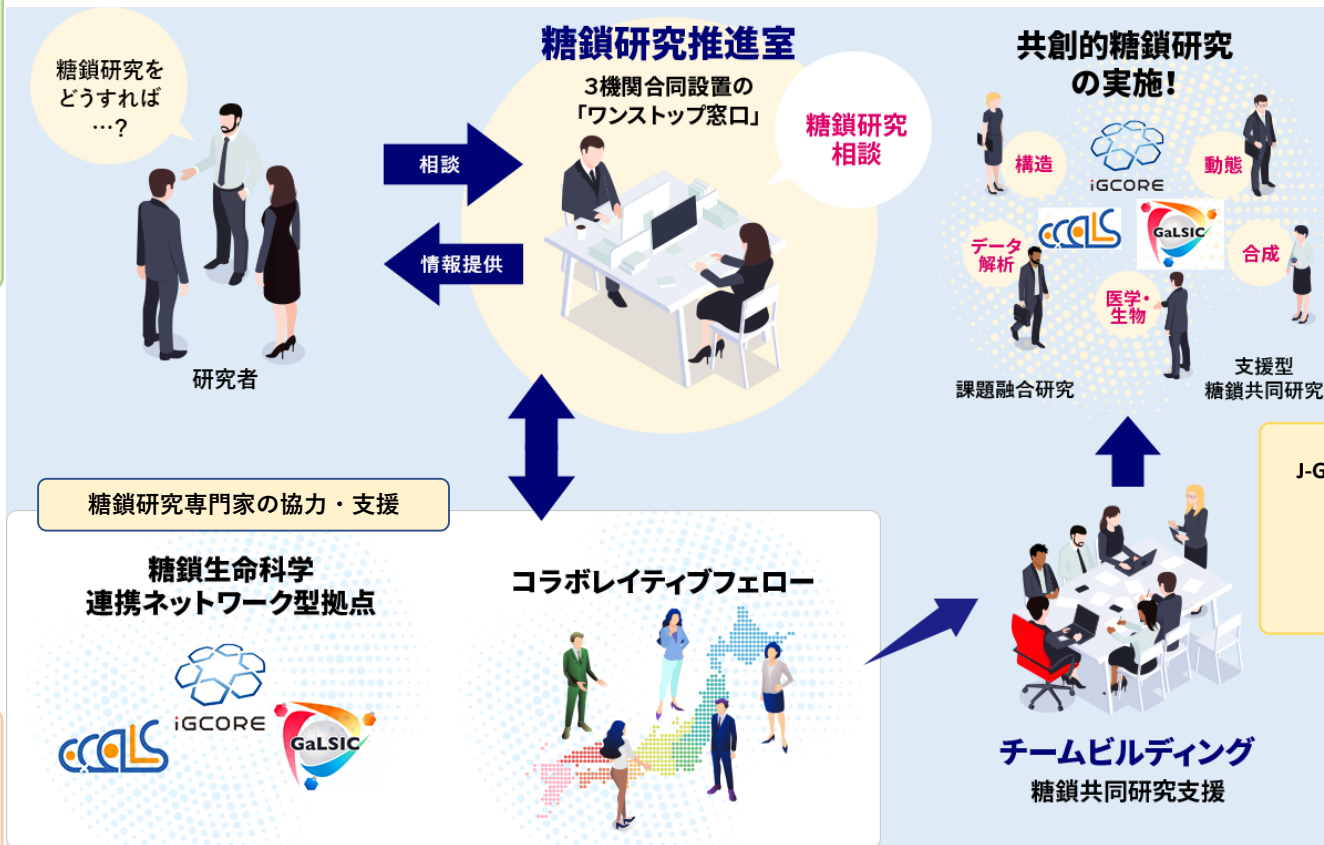 糖鎖研究を
どうすれば
…?
研究者
相談
情報提供
糖鎖研究推進室
3機関合同設置の
「ワンストップ窓口」
糖鎖研究
相談
共創的糖鎖研究
の実施!
構造
iGCORE
動態
データ
解析
GaLSIC
合成
医学・
生物
課題融合研究
支援型
糖鎖共同研究
J-G
糖鎖研究専門家の協力・支援
糖鎖生命科学
連携ネットワーク型拠点
iGCORE
GaLSIC
コラボレイティブフェロー
チームビルディング
糖鎖共同研究支援